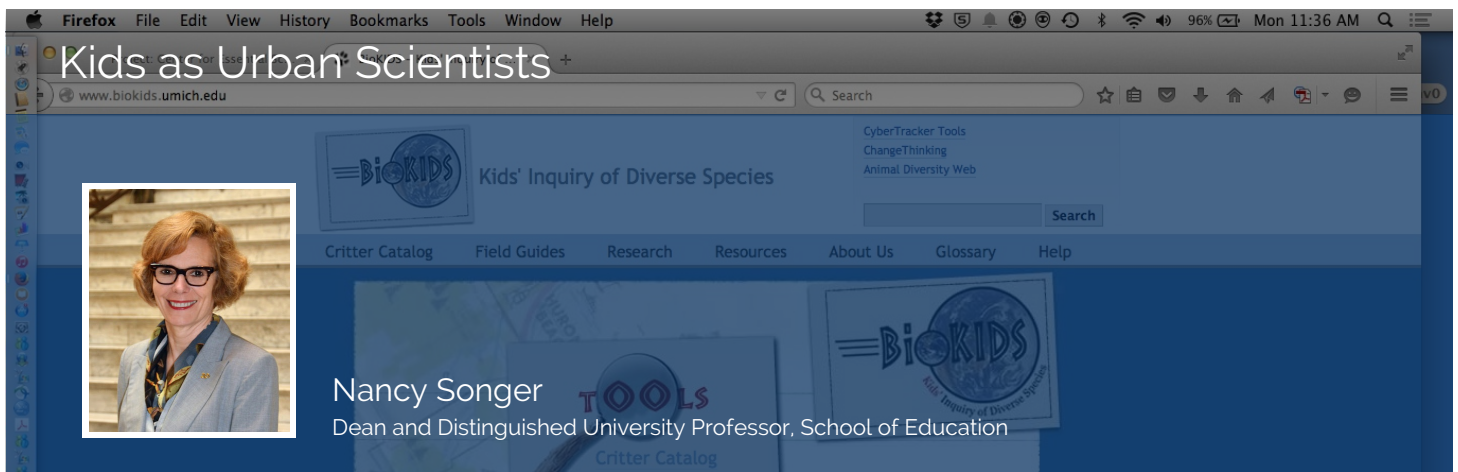 Firefox File Edit View History Bookmarks Tools Window Help
96% Mon 11:36 AM
Kids as Urban Scientists
www.biokids.umich.edu
Search
CyberTracker Tools
ChangeThinking
Animal Diversity Web
BioKIDS
Kids' Inquiry of Diverse Species
Search
Critter Catalog Field Guides Research Resources About Us Glossary Help
BioKIDS
Kids' Inquiry of Diverse Species
TOOLS
Nancy Songer
Dean and Distinguished University Professor, School of Education
Critter Catalog